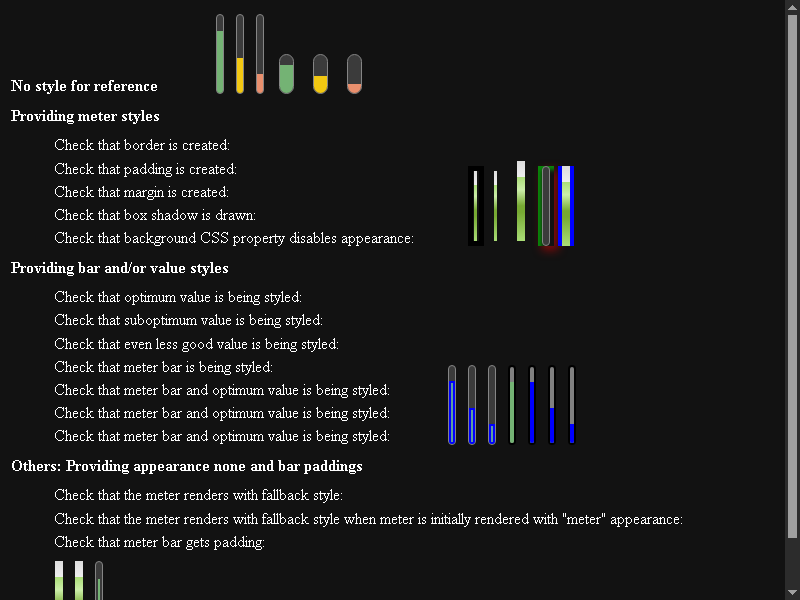 No style for reference
Providing meter styles
Check that border is created:
Check that padding is created:
Check that margin is created:
Check that box shadow is drawn:
Check that background CSS property disables appearance:
Providing bar and/or value styles
Check that optimum value is being styled:
Check that suboptimum value is being styled:
Check that even less good value is being styled:
Check that meter bar is being styled:
Check that meter bar and optimum value is being styled:
Check that meter bar and optimum value is being styled:
Check that meter bar and optimum value is being styled:
Others: Providing appearance none and bar paddings
Check that the meter renders with fallback style:
Check that the meter renders with fallback style when meter is initially rendered with "meter" appearance:
Check that meter bar gets padding: